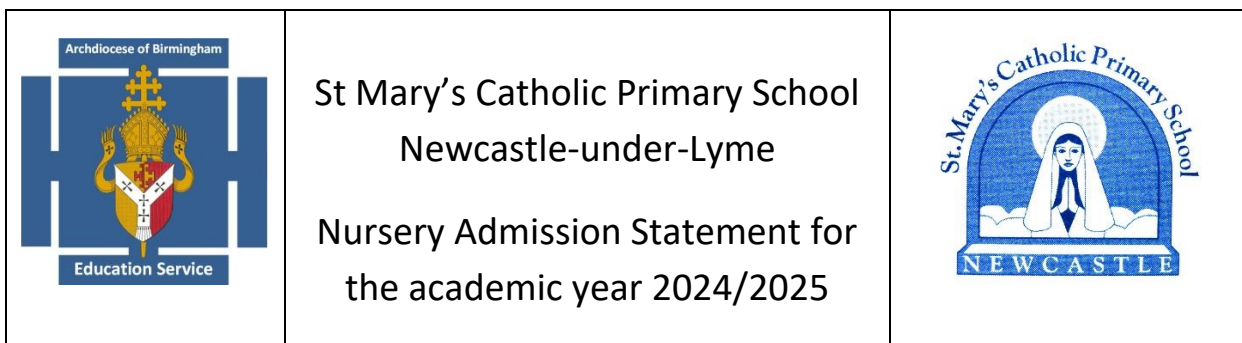 Archdiocese of Birmingham
Education Service
St Mary’s Catholic Primary School
Newcastle-under-Lyme
Nursery Admission Statement for
the academic year 2024/2025
St. Mary's Catholic Primary School
NEWCASTLE